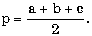 p = (a + b + c) / 2.